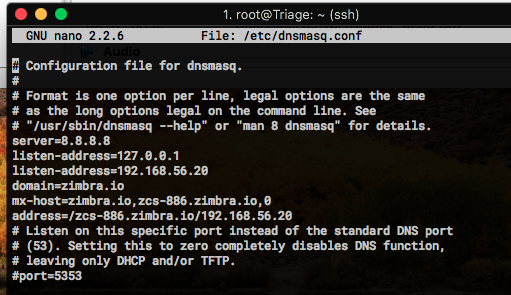 1. root@Triage: ~ (ssh)
GNU nano 2.2.6 File: /etc/dnsmasq.conf
Audio
# Configuration file for dnsmasq.
#
# Format is one option per line, legal options are the same
# as the long options legal on the command line. See
# "/usr/sbin/dnsmasq --help" or "man 8 dnsmasq" for details.
server=8.8.8.8
listen-address=127.0.0.1
listen-address=192.168.56.20
domain=zimbra.io
mx-host=zimbra.io,zcs-886.zimbra.io,0
address=/zcs-886.zimbra.io/192.168.56.20
# Listen on this specific port instead of the standard DNS port
# (53). Setting this to zero completely disables DNS function,
# leaving only DHCP and/or TFTP.
#port=5353